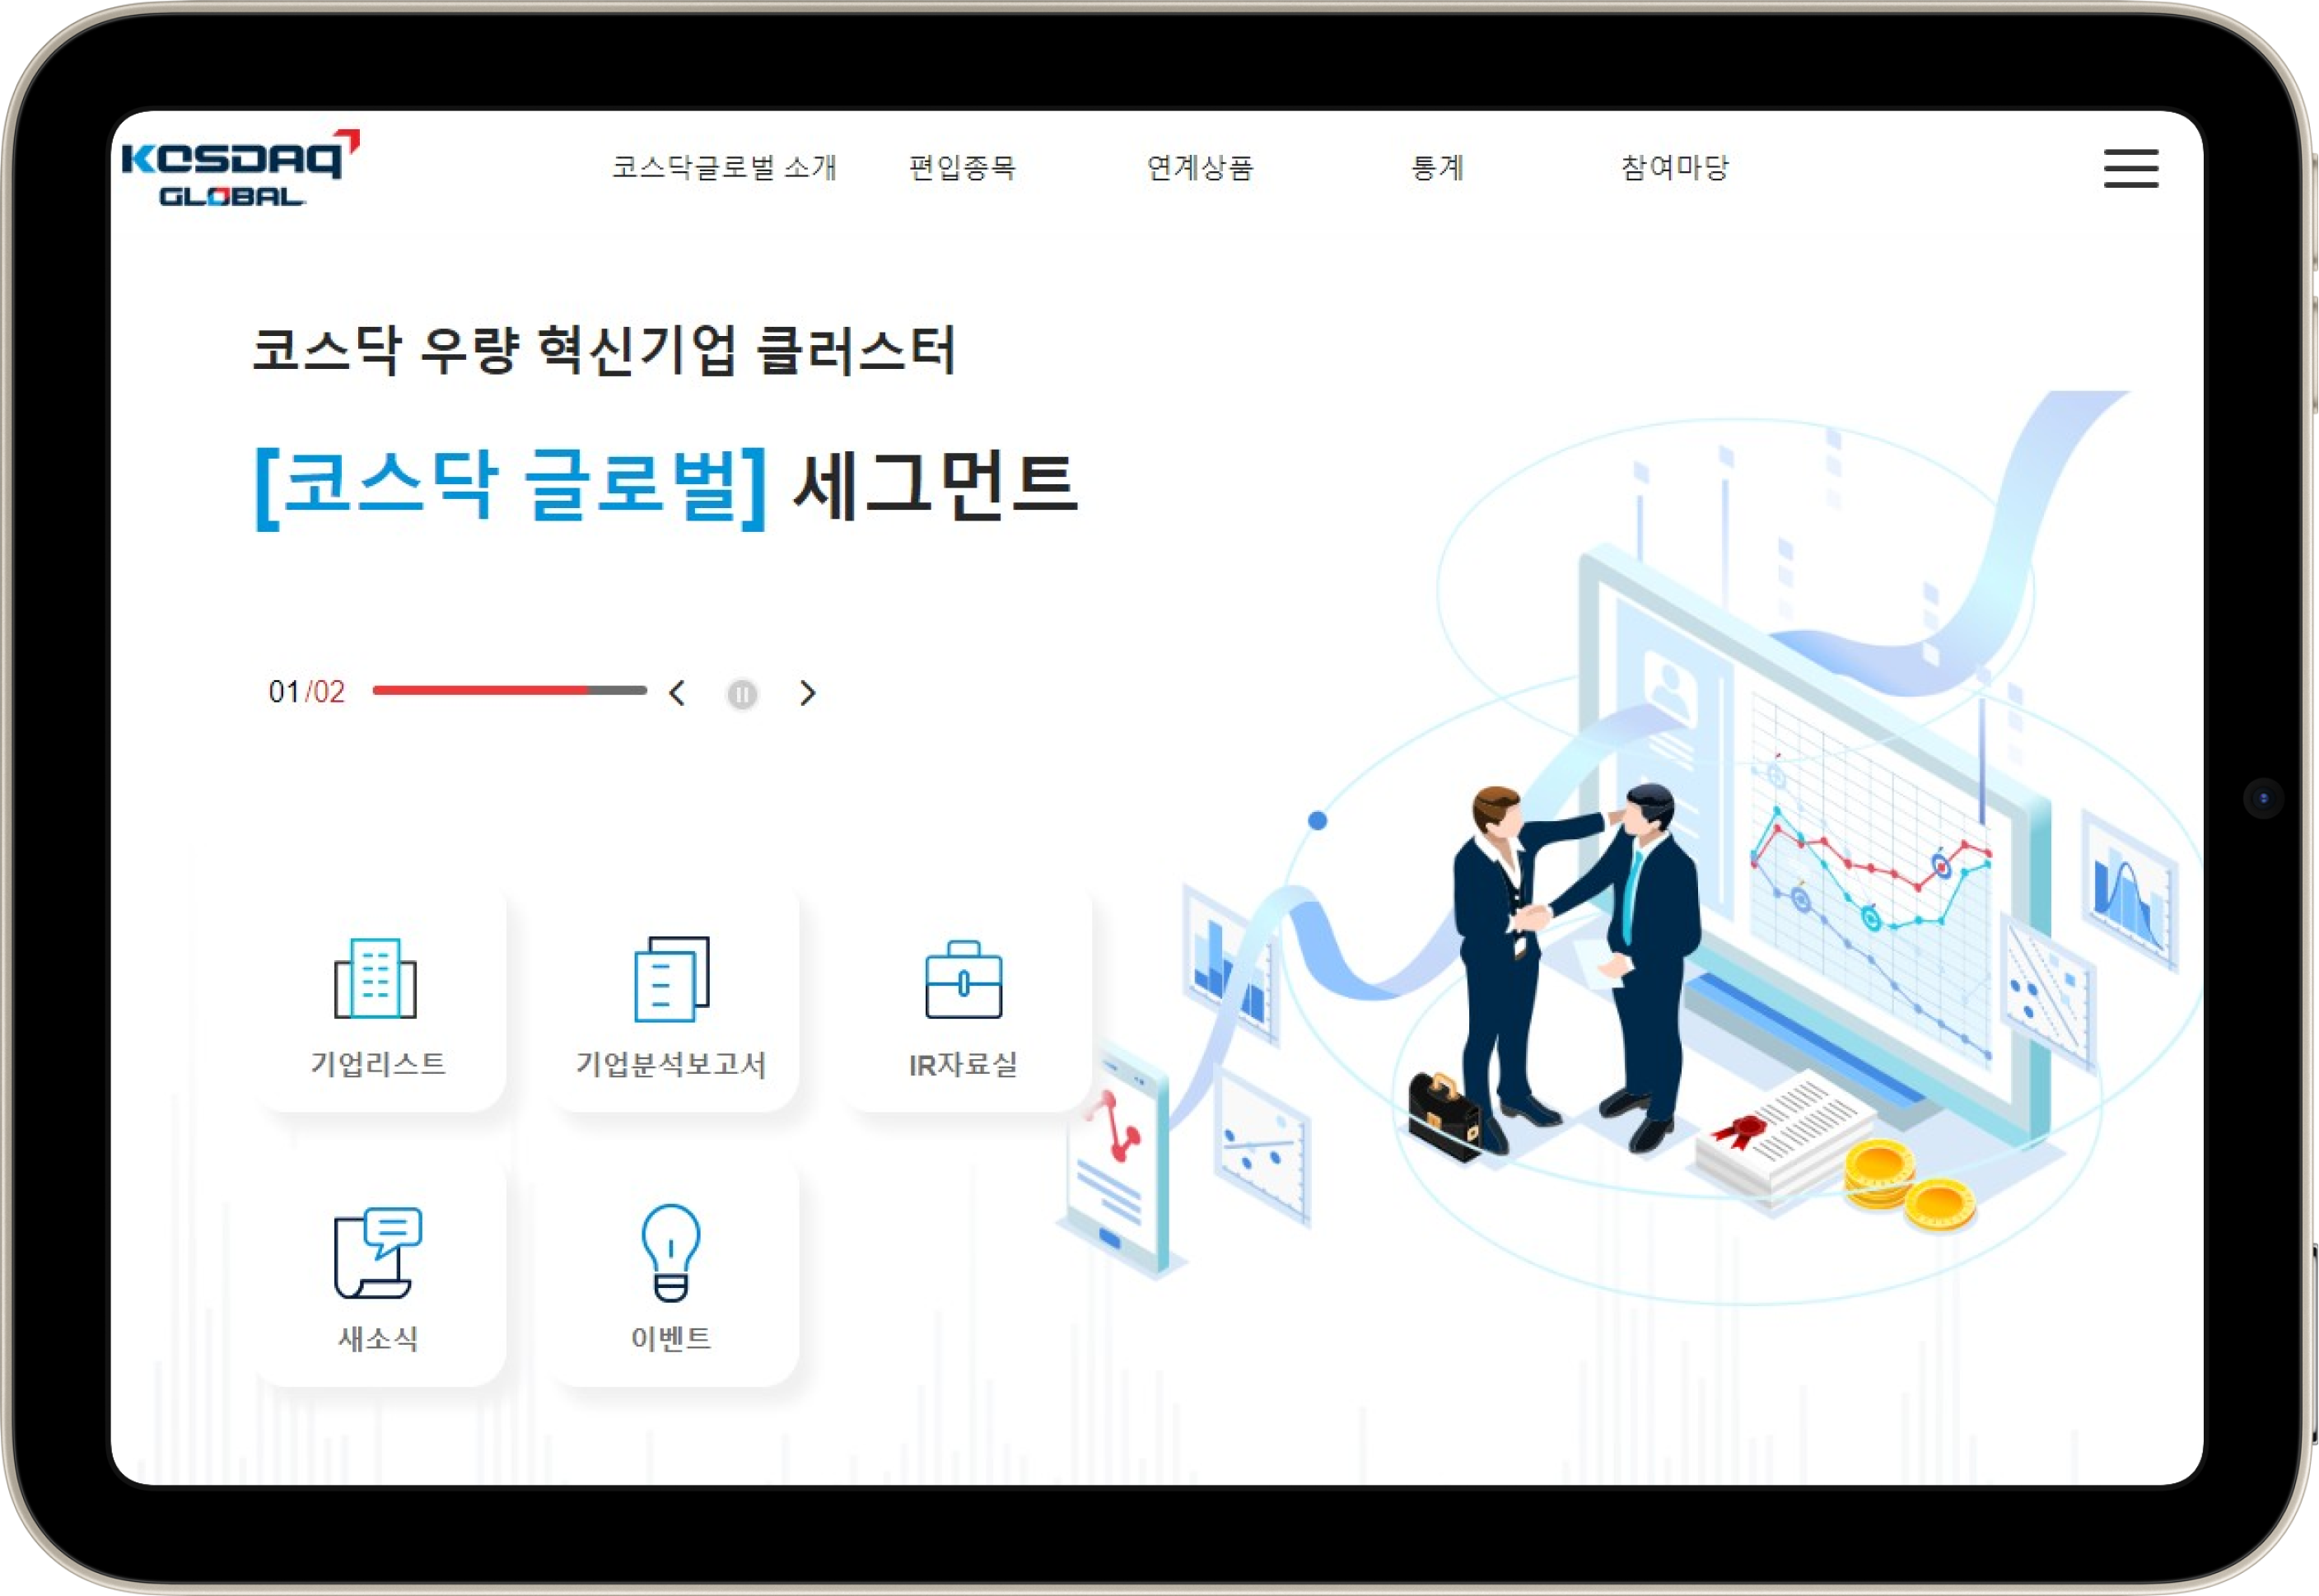 KOSDAQ
GLOBAL
코스닥글로벌 소개 편입종목 연계상품 통계 참여마당
코스닥 우량 혁신기업 클러스터
[코스닥 글로벌] 세그먼트
01/02
기업리스트 기업분석보고서 IR자료실
새소식 이벤트